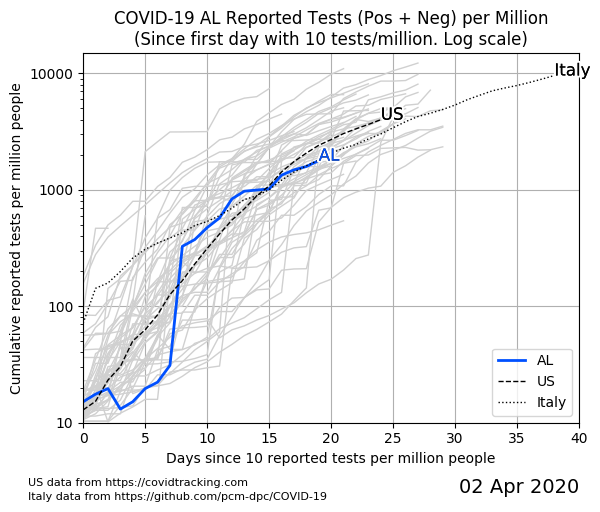 COVID-19 AL Reported Tests (Pos + Neg) per Million
(Since first day with 10 tests/million. Log scale)
Cumulative reported tests per million people
10000
1000
100
10
Italy
US
AL
AL
US
Italy
0 5 10 15 20 25 30 35 40
Days since 10 reported tests per million people
US data from https://covidtracking.com
Italy data from https://github.com/pcm-dpc/COVID-19
02 Apr 2020